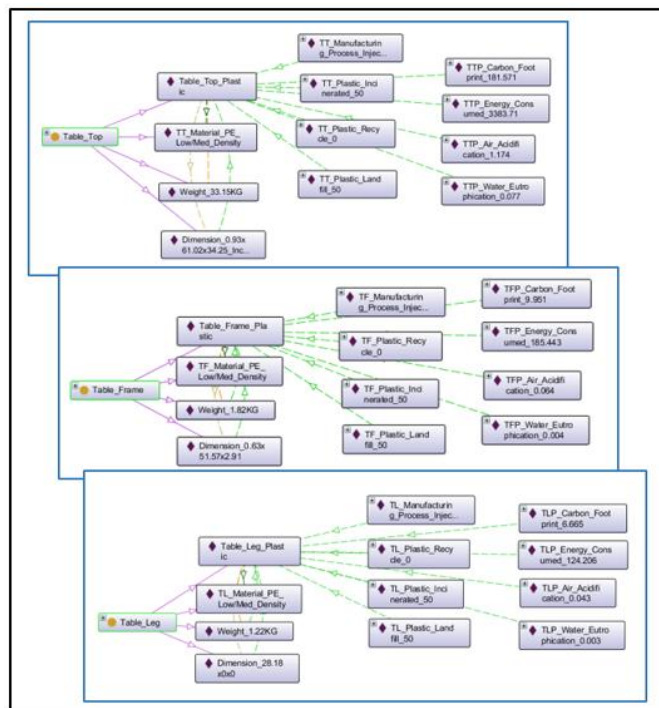 TT_Manufacturin
g_Process_Injec...
Table_Top_Plast
ic
TT_Plastic_Inci
nerated_50
TTP_Carbon_Foot
print_181.571
TTP_Energy_Cons
umed_3383.71
Table_Top
TT_Material_PE_
Low/Med_Density
TT_Plastic_Recy
cle_0
TTP_Air_Acidifi
cation_1.174
Weight_33.15KG
TT_Plastic_Land
fill_50
TTP_Water_Eutro
phication_0.077
Dimension_0.93x
61.02x34.25_Inc...
TF_Manufacturin
g_Process_Injec...
TFP_Carbon_Foot
print_9.951
Table_Frame_Pla
stic
TF_Plastic_Recy
cle_0
TFP_Energy_Cons
umed_185.443
TF_Material_PE_
Low/Med_Density
Table_Frame
TF_Plastic_Inci
nerated_50
TFP_Air_Acidifi
cation_0.064
Weight_1.82KG
Dimension_0.63x
51.57x2.91
TF_Plastic_Land
fill_50
TFP_Water_Eutro
phication_0.004
TL_Manufacturin
g_Process_Injec...
TLP_Carbon_Foot
print_6.665
Table_Leg_Plast
ic
TL_Plastic_Recy
cle_0
TLP_Energy_Cons
umed_124.206
TL_Material_PE_
Low/Med_Density
TL_Plastic_Inci
nerated_50
TLP_Air_Acidifi
cation_0.043
Table_Leg
Weight_1.22KG
TL_Plastic_Land
fill_50
TLP_Water_Eutro
phication_0.003
Dimension_28.18
x0x0